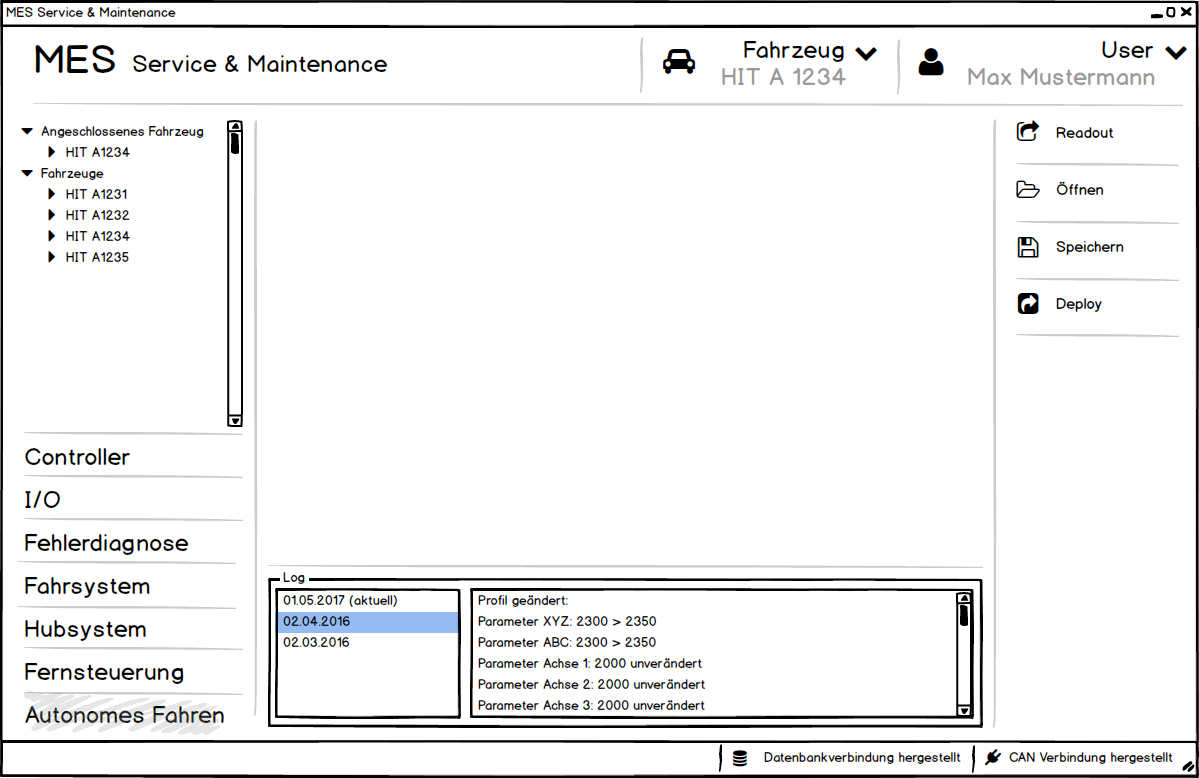 MES Service & Maintenance
MES Service & Maintenance
Fahrzeug
HIT A 1234
User
Max Mustermann
Angeschlossenes Fahrzeug
HIT A1234
Fahrzeuge
HIT A1231
HIT A1232
HIT A1234
HIT A1235
Controller
I/O
Fehlerdiagnose
Fahrsystem
Hubsystem
Fernsteuerung
Autonomes Fahren
Readout
Öffnen
Speichern
Deploy
Log
01.05.2017 (aktuell)
02.04.2016
02.03.2016
Profil geändert:
Parameter XYZ: 2300 > 2350
Parameter ABC: 2300 > 2350
Parameter Achse 1: 2000 unverändert
Parameter Achse 2: 2000 unverändert
Parameter Achse 3: 2000 unverändert
Datenbankverbindung hergestellt
CAN Verbindung hergestellt